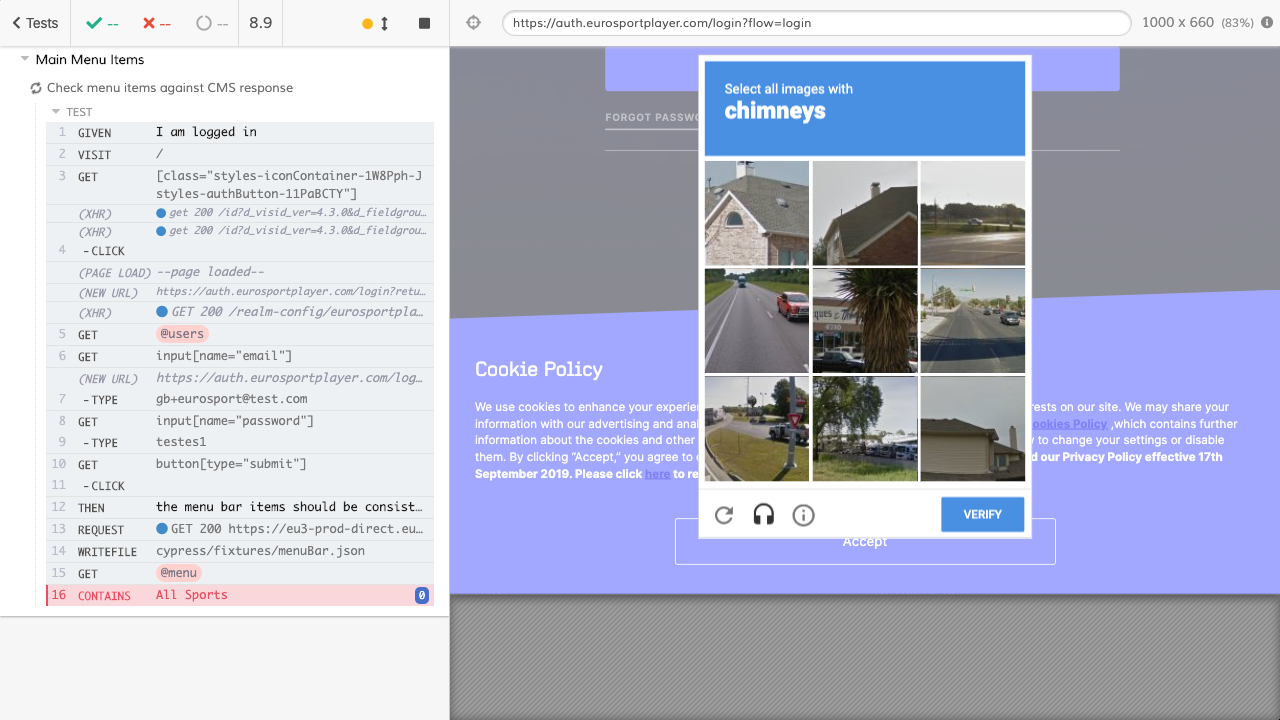 Tests
--
--
--
8.9
https://auth.eurosportplayer.com/login?flow=login
1000 x 660 (83%)
Main Menu Items
Check menu items against CMS response
TEST
1 GIVEN I am logged in
2 VISIT /
3 GET [class="styles-iconContainer-1W8Pph-J
styles-authButton-11PaBCTY"]
(XHR) get 200 /id?d_visid_ver=4.3.0&d_fieldgrou…
(XHR) get 200 /id?d_visid_ver=4.3.0&d_fieldgrou…
4 -CLICK
(PAGE LOAD) --page loaded--
(NEW URL) https://auth.eurosportplayer.com/login?retu…
(XHR) GET 200 /realm-config/eurosportpla…
5 GET @users
6 GET input[name="email"]
(NEW URL) https://auth.eurosportplayer.com/log…
7 -TYPE gb+eurosport@test.com
8 GET input[name="password"]
9 -TYPE testes1
10 GET button[type="submit"]
11 -CLICK
12 THEN the menu bar items should be consist…
13 REQUEST GET 200 https://eu3-prod-direct.eu…
14 WRITEFILE cypress/fixtures/menuBar.json
15 GET @menu
16 CONTAINS All Sports 0
FORGOT PASSWO
Select all images with
chimneys
VERIFY
Cookie Policy
We use cookies to enhance your experie rests on our site. We may share your
information with our advertising and anal ookies Policy ,which contains further
information about the cookies and other y to change your settings or disable
them. By clicking “Accept,” you agree to d our Privacy Policy effective 17th
September 2019. Please click here to re
Accept